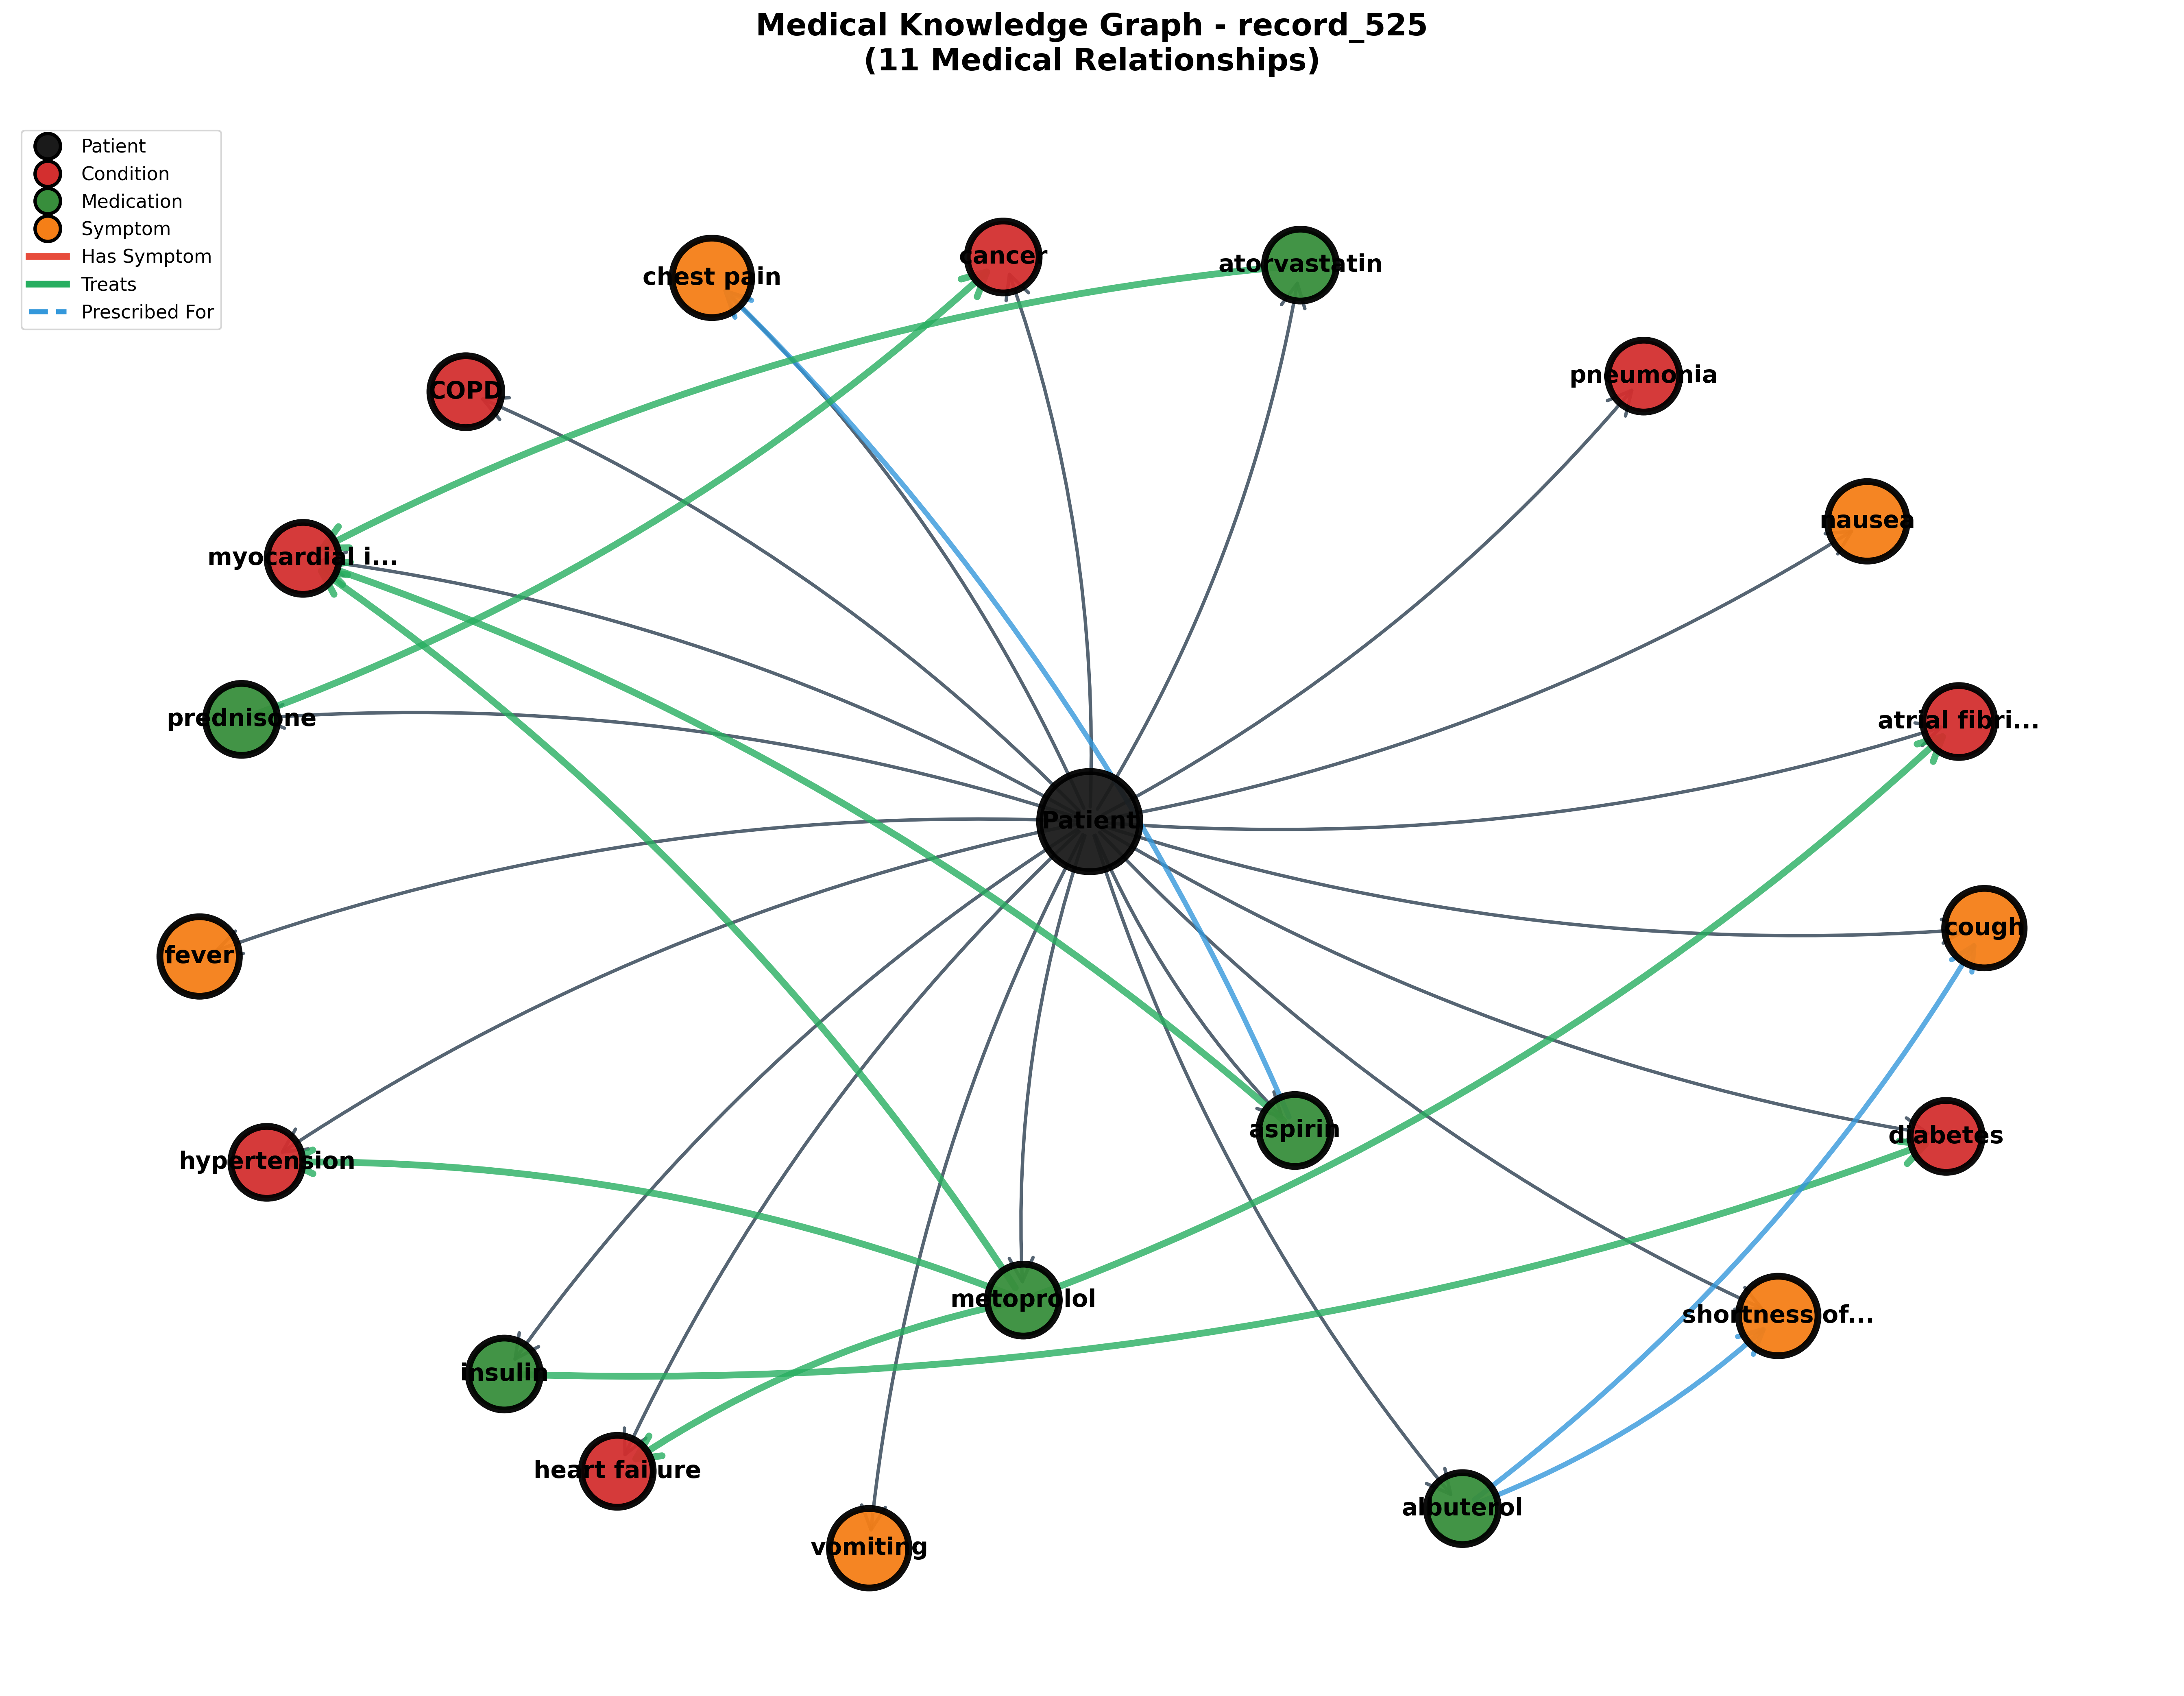 Medical Knowledge Graph - record_525
(11 Medical Relationships)
Patient
Condition
Medication
Symptom
Has Symptom
Treats
Prescribed For
cancer
atorvastatin
chest pain
pneumonia
COPD
nausea
myocardial i...
prednisone
atrial fibri...
Patient
cough
fever
aspirin
diabetes
hypertension
metoprolol
shortness of...
insulin
heart failure
albuterol
vomiting